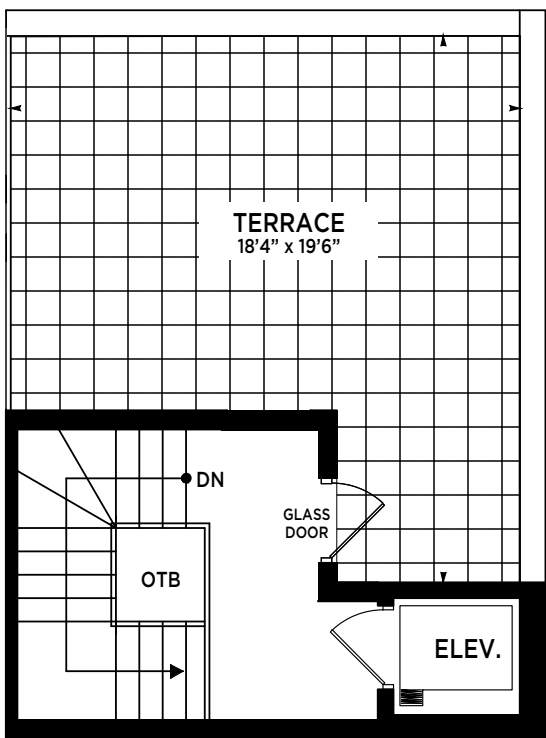 TERRACE
18’4” x 19’6”
DN
GLASS
DOOR
OTB
ELEV.